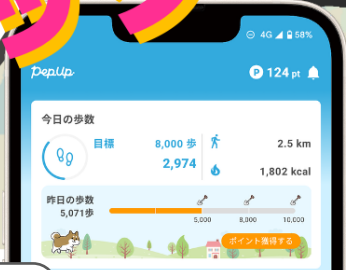 4G 58%
PepUp
P 124 pt
今日の歩数
目標 8,000 歩
2,974
2.5 km
1,802 kcal
昨日の歩数
5,071歩
5,000 8,000 10,000
ポイント獲得する